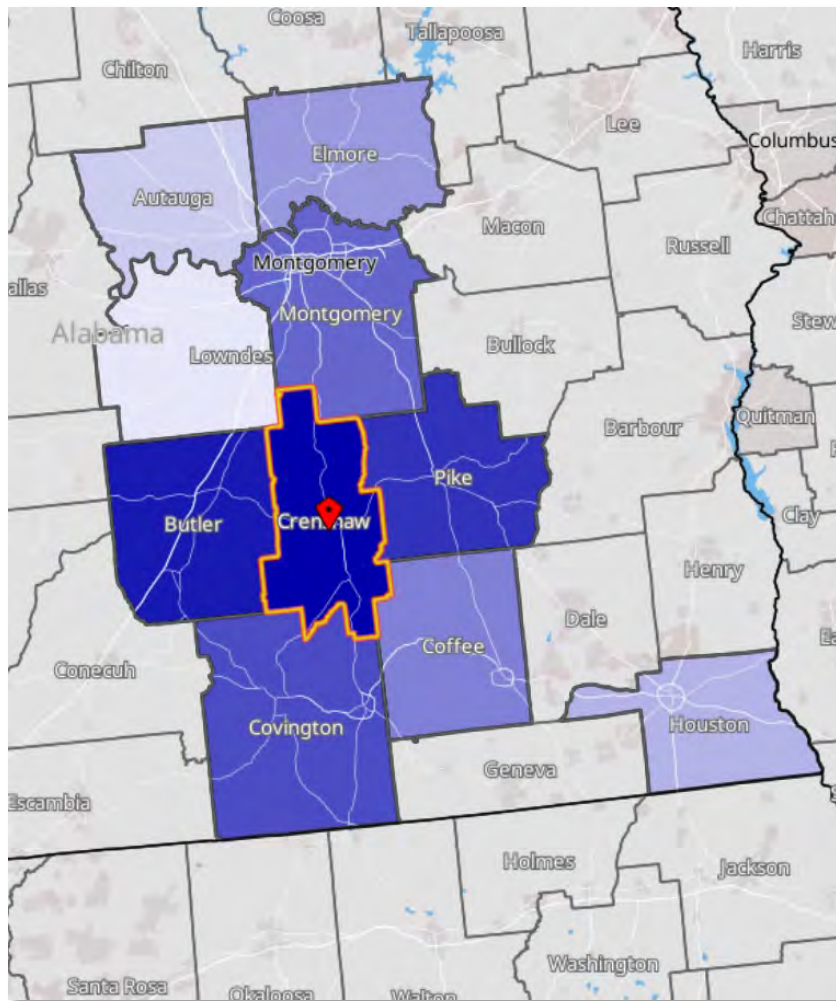 Coosa
Tallapoosa
Harris
Chilton
Lee
Columbus
Elmore
Autauga
Chattah
Macon
Russell
Montgomery
allas
Montgomery
Stew
Alabama
Bullock
Lowndes
Quitman
Barbour
Pike
Butler
Crenshaw
Clay
Henry
Dale
Ea
Coffee
Conecuh
Houston
Covington
Geneva
Escambia
Holmes
Jackson
Washington
Santa Rosa
Okaloosa
Walton